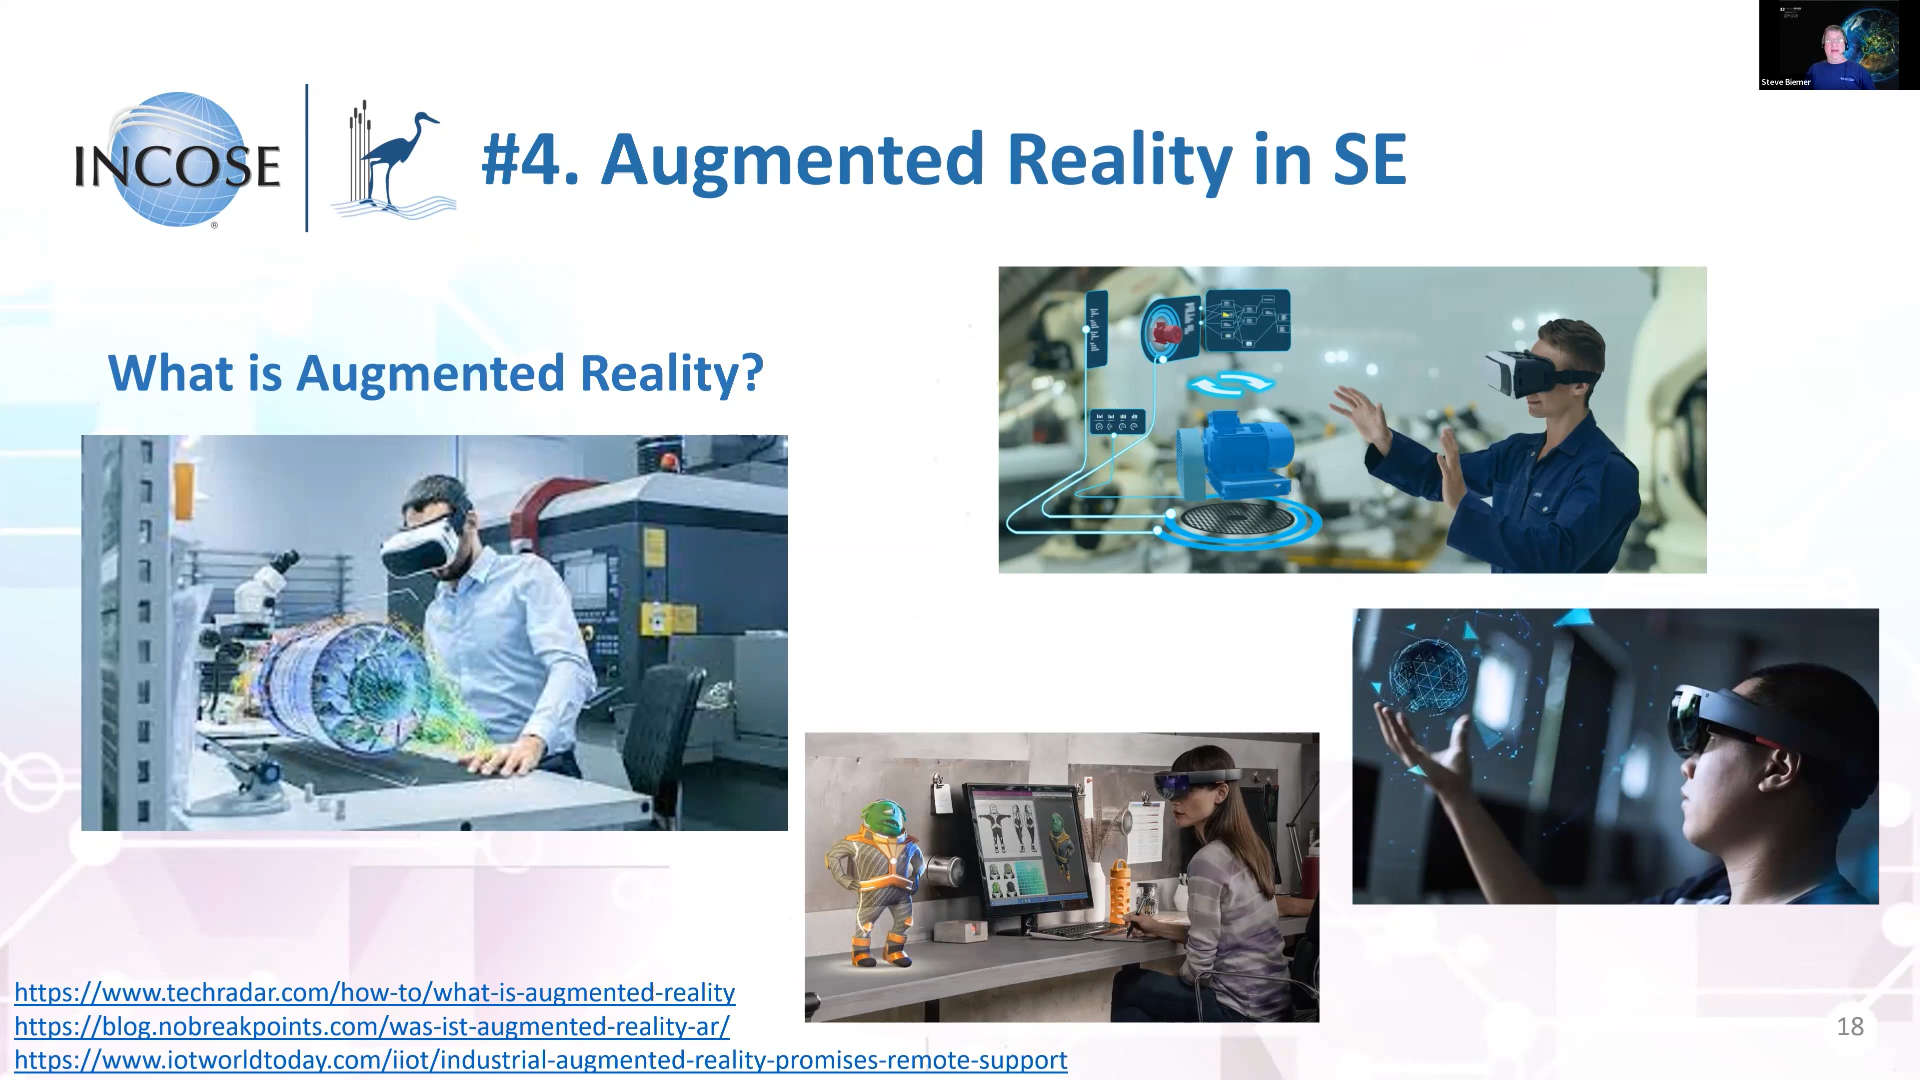 Steve Biemer
INCOSE
®
#4. Augmented Reality in SE
What is Augmented Reality?
https://www.techradar.com/how-to/what-is-augmented-reality
https://blog.nobreakpoints.com/was-ist-augmented-reality-ar/
https://www.iotworldtoday.com/iiot/industrial-augmented-reality-promises-remote-support
18